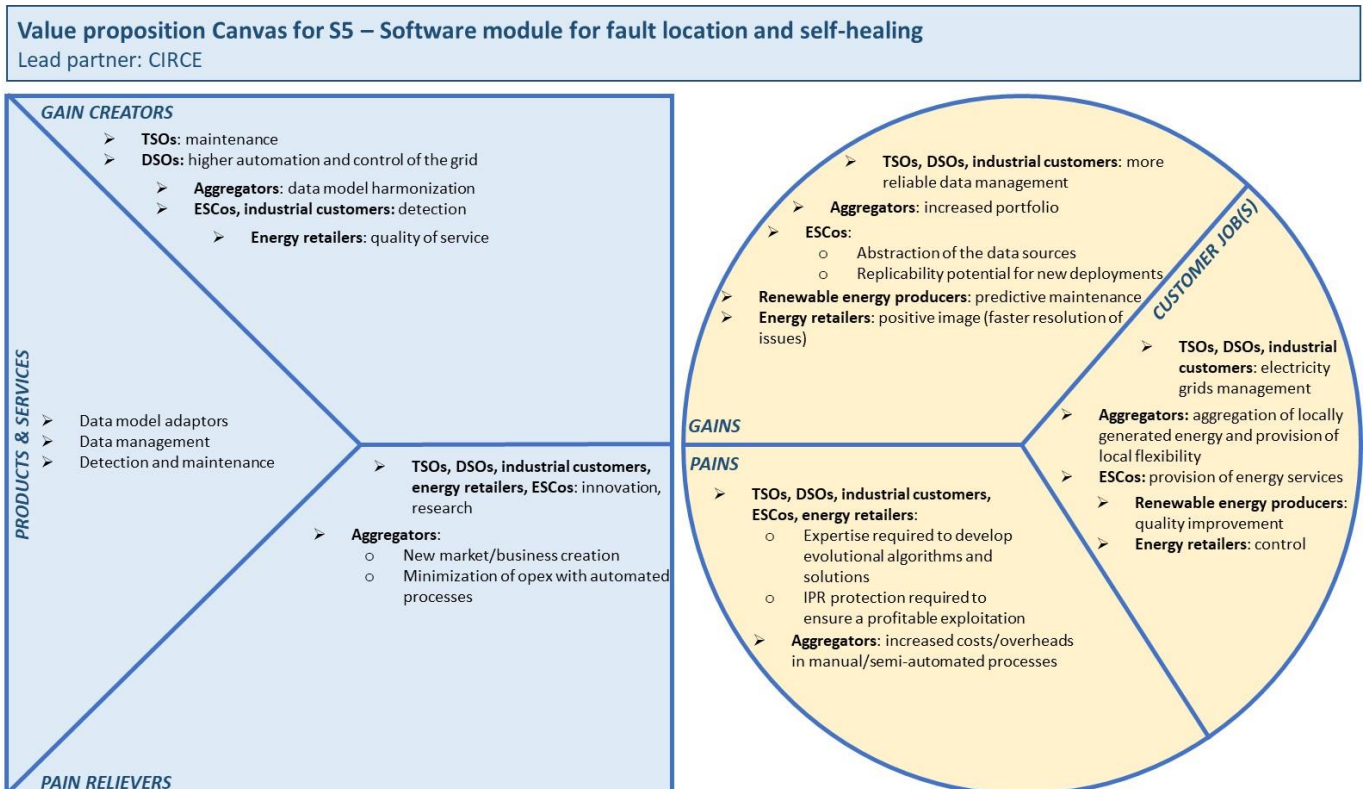 Value proposition Canvas for S5 – Software module for fault location and self-healing
Lead partner: CIRCE
GAIN CREATORS
➢ TSOs: maintenance
➢ DSOs: higher automation and control of the grid
➢ Aggregators: data model harmonization
➢ ESCos, industrial customers: detection
➢ Energy retailers: quality of service
PRODUCTS & SERVICES
➢ Data model adaptors
➢ Data management
➢ Detection and maintenance
➢ TSOs, DSOs, industrial customers,
energy retailers, ESCos: innovation,
research
➢ Aggregators:
o New market/business creation
o Minimization of opex with automated
processes
PAIN RELIEVERS
➢ TSOs, DSOs, industrial customers: more
reliable data management
➢ Aggregators: increased portfolio
➢ ESCos:
o Abstraction of the data sources
o Replicability potential for new deployments
➢ Renewable energy producers: predictive maintenance
➢ Energy retailers: positive image (faster resolution of
issues)
GAINS
CUSTOMER JOB(S)
➢ TSOs, DSOs, industrial
customers: electricity
grids management
➢ Aggregators: aggregation of locally
generated energy and provision of
local flexibility
➢ ESCos: provision of energy services
➢ Renewable energy producers:
quality improvement
➢ Energy retailers: control
PAINS
➢ TSOs, DSOs, industrial customers,
ESCos, energy retailers:
o Expertise required to develop
evolutional algorithms and
solutions
o IPR protection required to
ensure a profitable exploitation
➢ Aggregators: increased costs/overheads
in manual/semi-automated processes